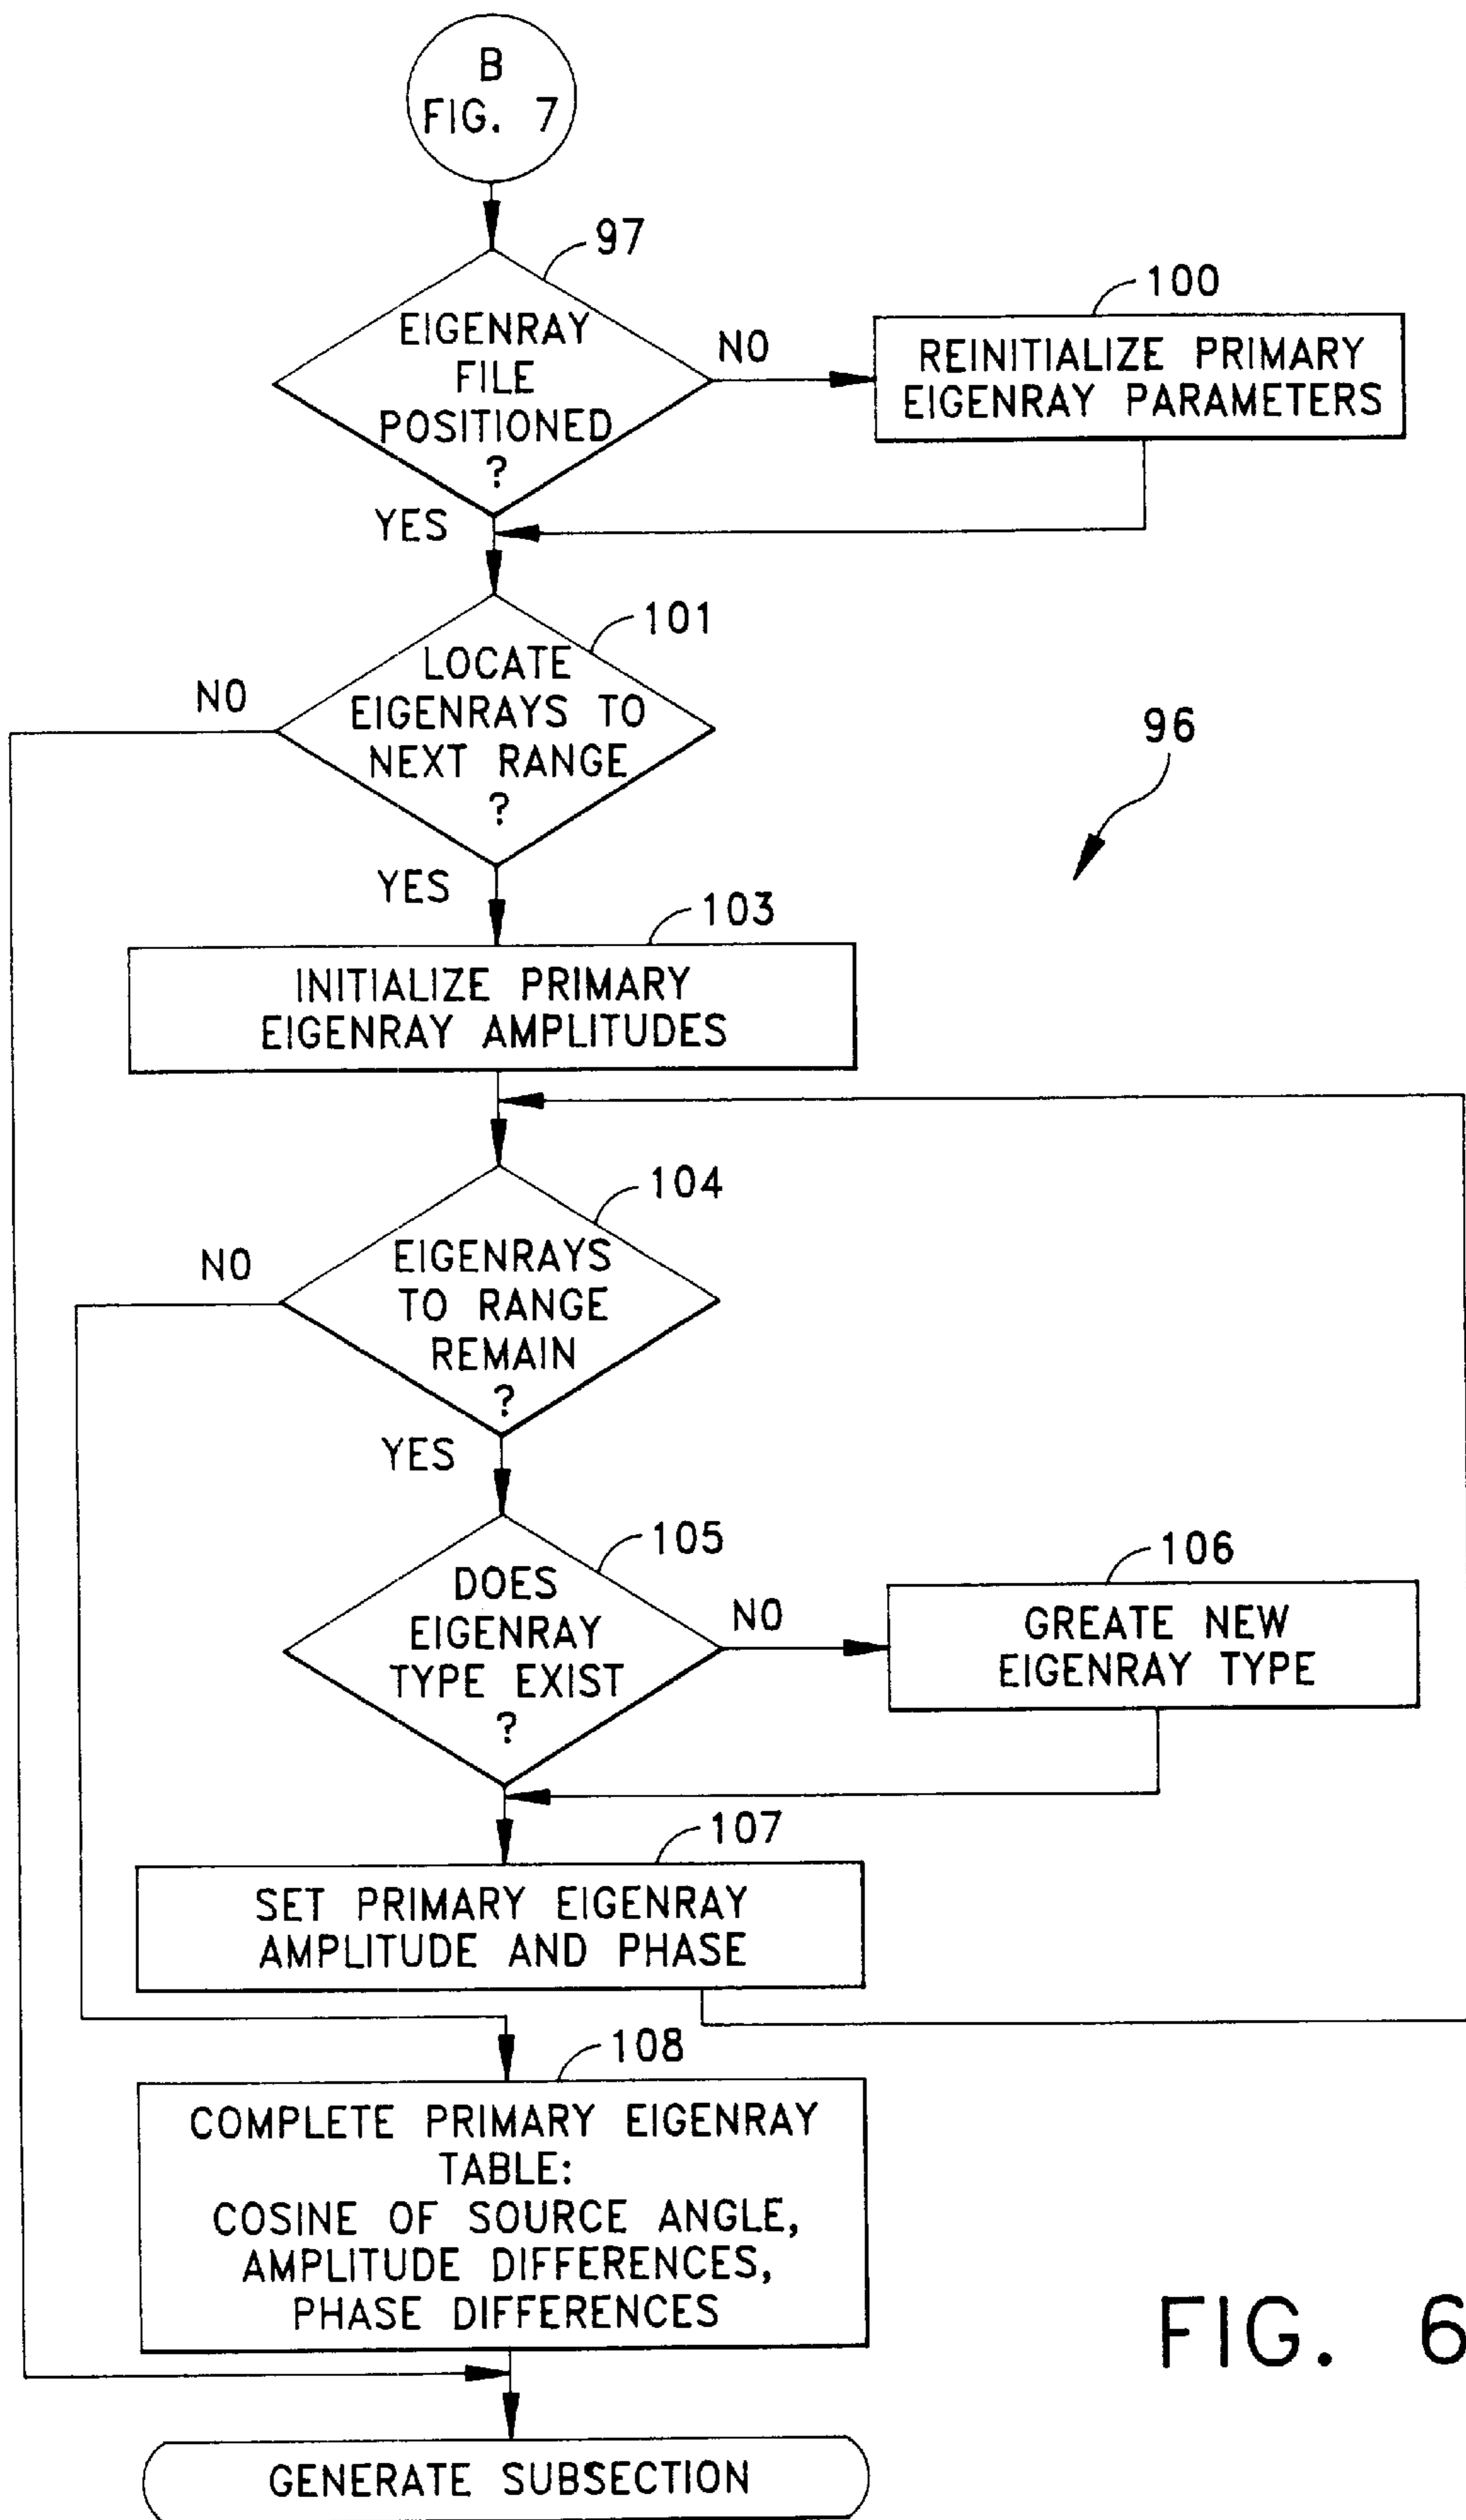 B
FIG. 7
97
EIGENRAY
FILE
POSITIONED
?
NO
100
REINITIALIZE PRIMARY
EIGENRAY PARAMETERS
YES
101
LOCATE
EIGENRAYS TO
NEXT RANGE
?
NO
96
YES
103
INITIALIZE PRIMARY
EIGENRAY AMPLITUDES
104
EIGENRAYS
TO RANGE
REMAIN
?
NO
YES
105
DOES
EIGENRAY
TYPE EXIST
?
NO
106
GREATE NEW
EIGENRAY TYPE
107
SET PRIMARY EIGENRAY
AMPLITUDE AND PHASE
108
COMPLETE PRIMARY EIGENRAY
TABLE:
COSINE OF SOURCE ANGLE,
AMPLITUDE DIFFERENCES,
PHASE DIFFERENCES
FIG. 6
GENERATE SUBSECTION